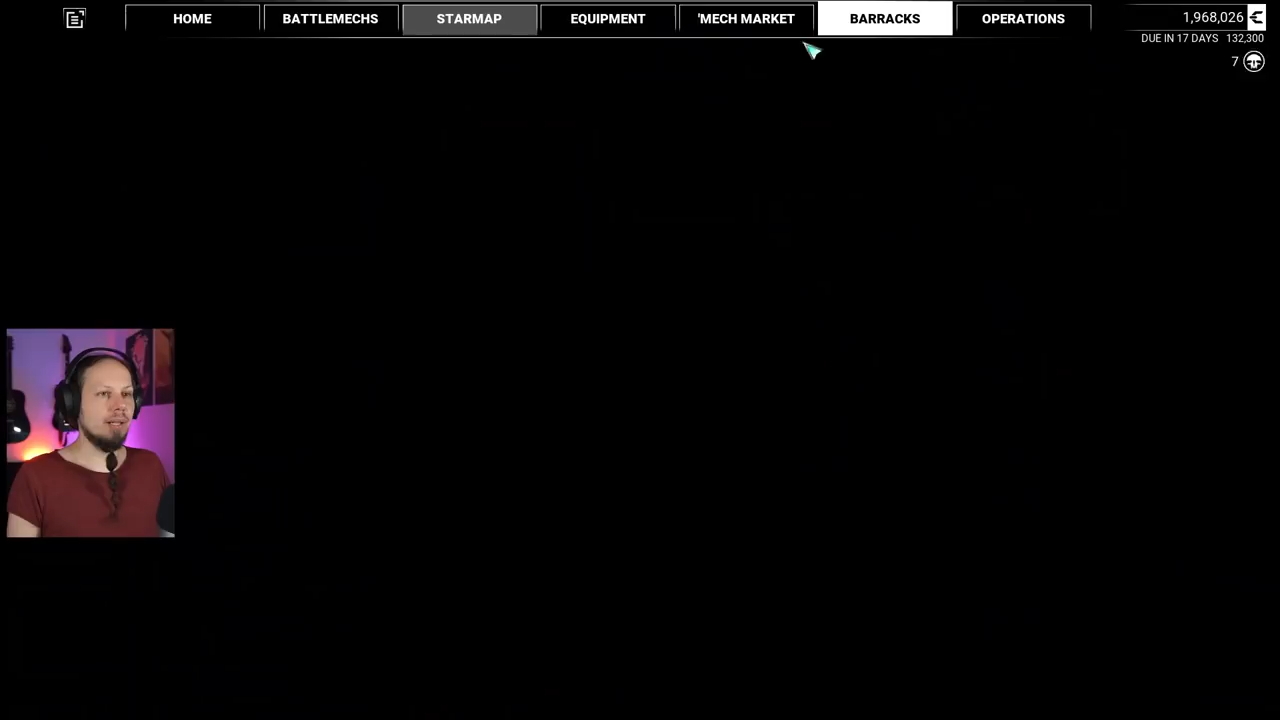 HOME
BATTLEMECHS
STARMAP
EQUIPMENT
'MECH MARKET
BARRACKS
OPERATIONS
1,968,026
DUE IN 17 DAYS 132,300
7